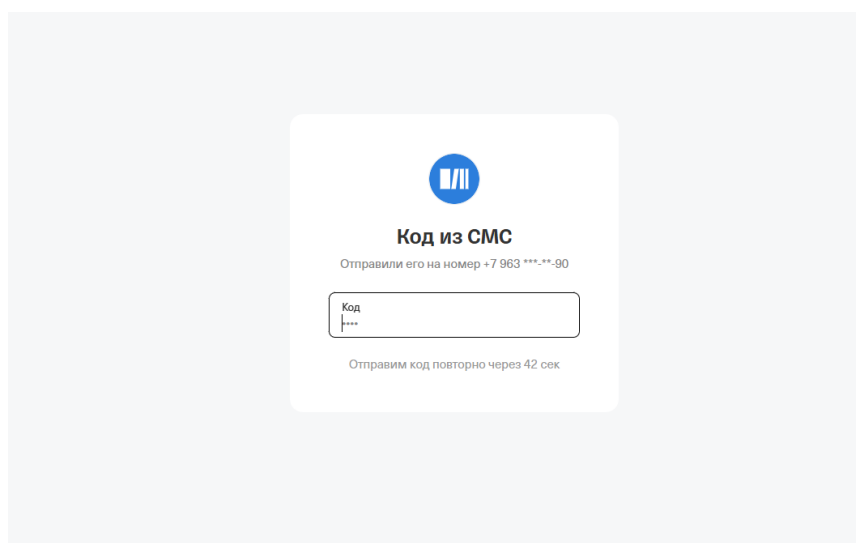 Код из СМС
Отправили его на номер +7 963 ***-**-90
Код
****
Отправим код повторно через 42 сек